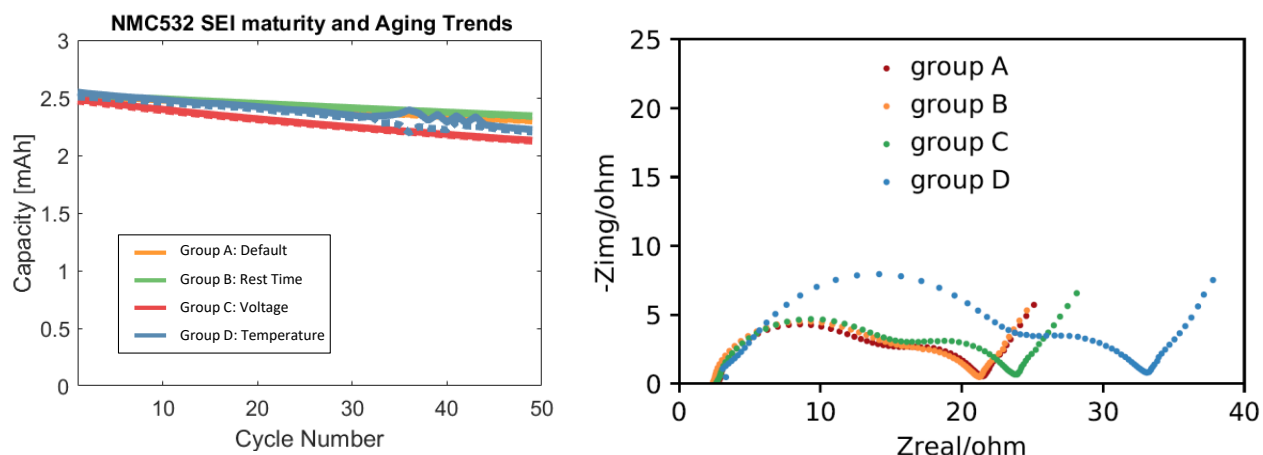 NMC532 SEI maturity and Aging Trends
3
2.5
2
1.5
1
0.5
0
Capacity [mAh]
Group A: Default
Group B: Rest Time
Group C: Voltage
Group D: Temperature
10
20
30
40
50
Cycle Number
25
20
15
10
5
0
-Zimg/ohm
group A
group B
group C
group D
0
10
20
30
40
Zreal/ohm